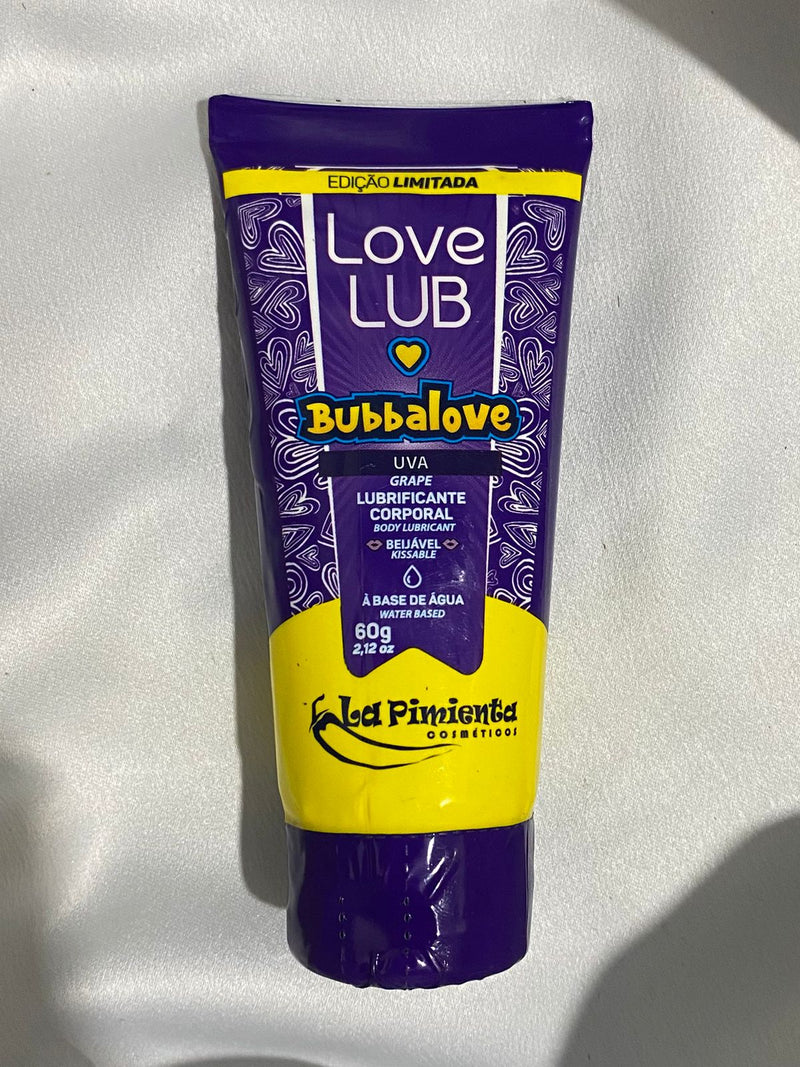 EDIÇÃO LIMITADA
Love
LUB
Bubbalove
UVA
GRAPE
LUBRIFICANTE
CORPORAL
BODY LUBRICANT
BEIJÁVEL
KISSABLE
À BASE DE ÁGUA
WATER BASED
60g
2,12 oz
La Pimienta
COSMÉTICOS